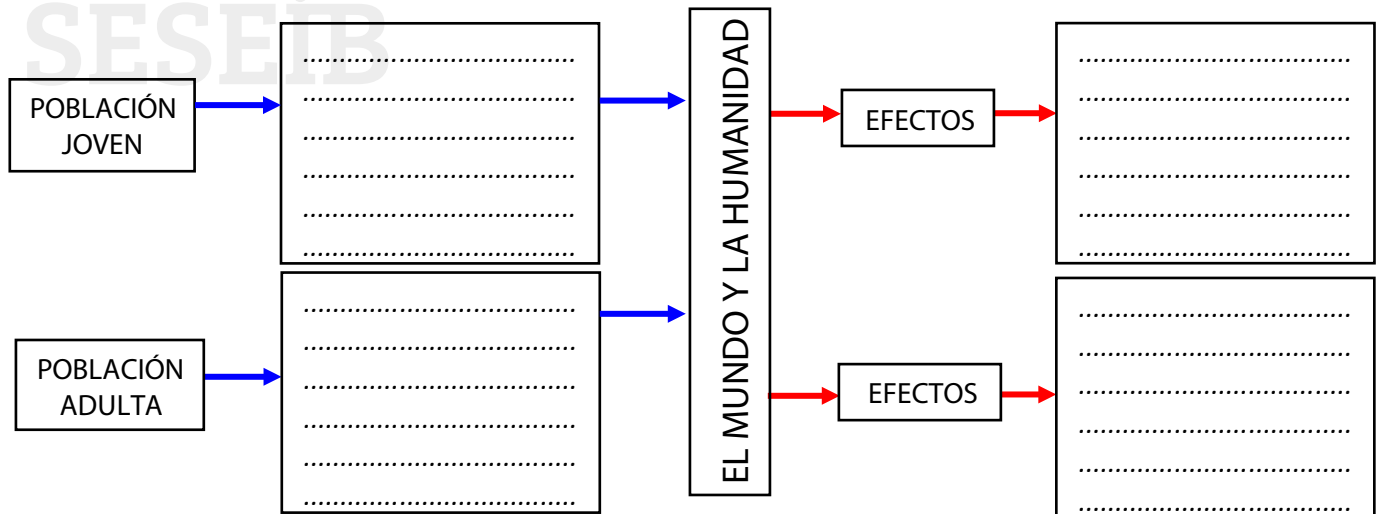 SESEIB
POBLACIÓN
JOVEN
EL MUNDO Y LA HUMANIDAD
EFECTOS
POBLACIÓN
ADULTA
EFECTOS